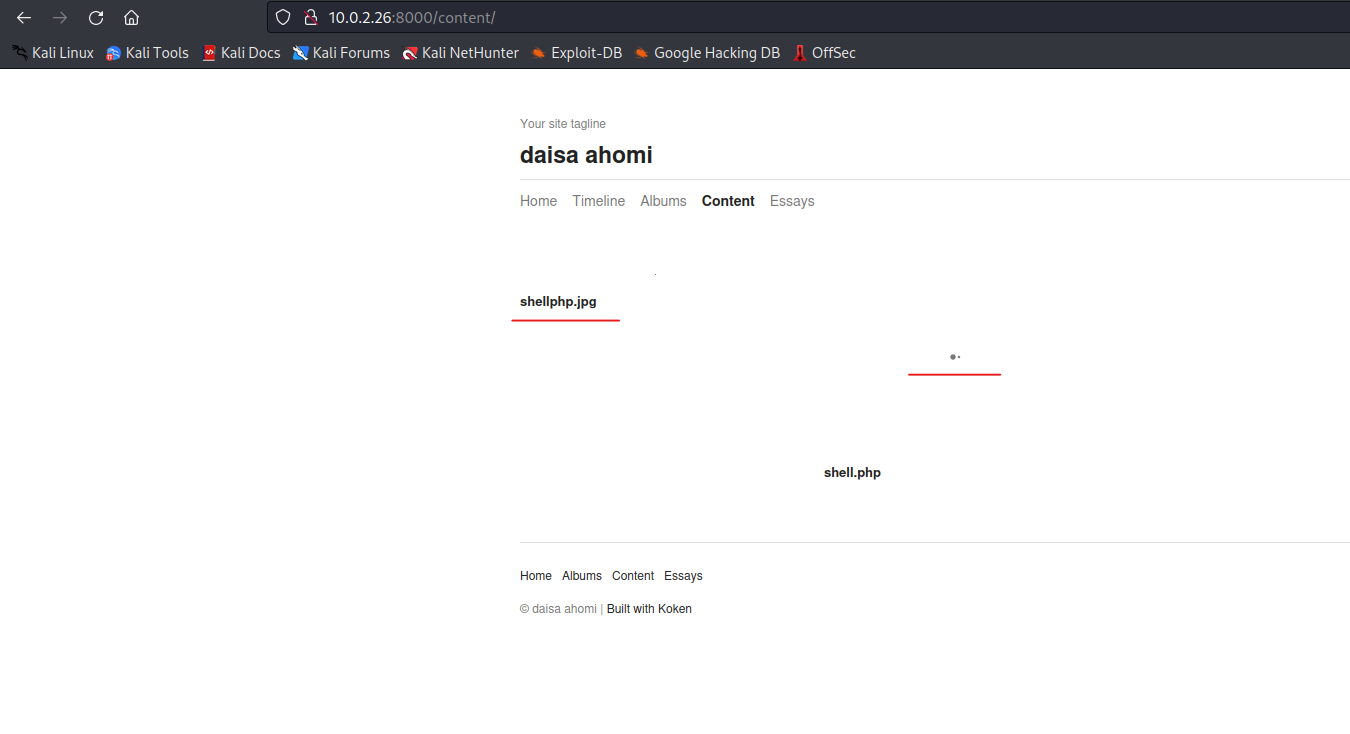 10.0.2.26:8000/content/
Kali Linux Kali Tools Kali Docs Kali Forums Kali NetHunter Exploit-DB Google Hacking DB OffSec
Your site tagline
daisa ahomi
Home Timeline Albums Content Essays
shellphp.jpg
shell.php
Home Albums Content Essays
© daisa ahomi | Built with Koken